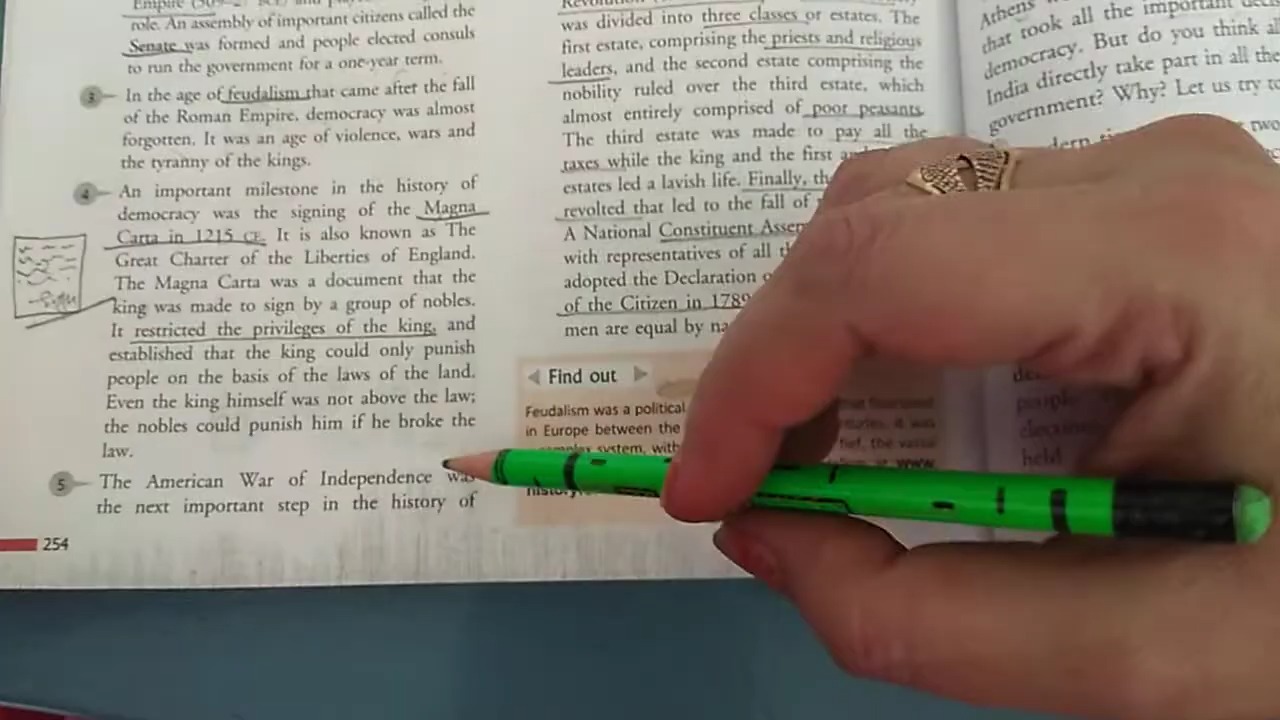 role. An assembly of important citizens called the
Senate was formed and people elected consuls
to run the government for a one-year term.
3
In the age of feudalism that came after the fall
of the Roman Empire, democracy was almost
forgotten. It was an age of violence, wars and
the tyranny of the kings.
4
An important milestone in the history of
democracy was the signing of the Magna
Carta in 1215 CE. It is also known as The
Great Charter of the Liberties of England.
The Magna Carta was a document that the
king was made to sign by a group of nobles.
It restricted the privileges of the king, and
established that the king could only punish
people on the basis of the laws of the land.
Even the king himself was not above the law;
the nobles could punish him if he broke the
law.
5
The American War of Independence was
the next important step in the history of
254
was divided into three classes or estates. The
first estate, comprising the priests and religious
leaders, and the second estate comprising the
nobility ruled over the third estate, which
almost entirely comprised of poor peasants.
The third estate was made to pay all the
taxes while the king and the first
estates led a lavish life. Finally,
revolted that led to the fall of
A National Constituent
with representatives of all
adopted the Declaration
of the Citizen in 1789
men are equal by
Find out
Feudalism was a political
in Europe between the
system,
history.
Athens
that took all the important
democracy. But do you think
India directly take part in all the
government? Why? Let us try to
held